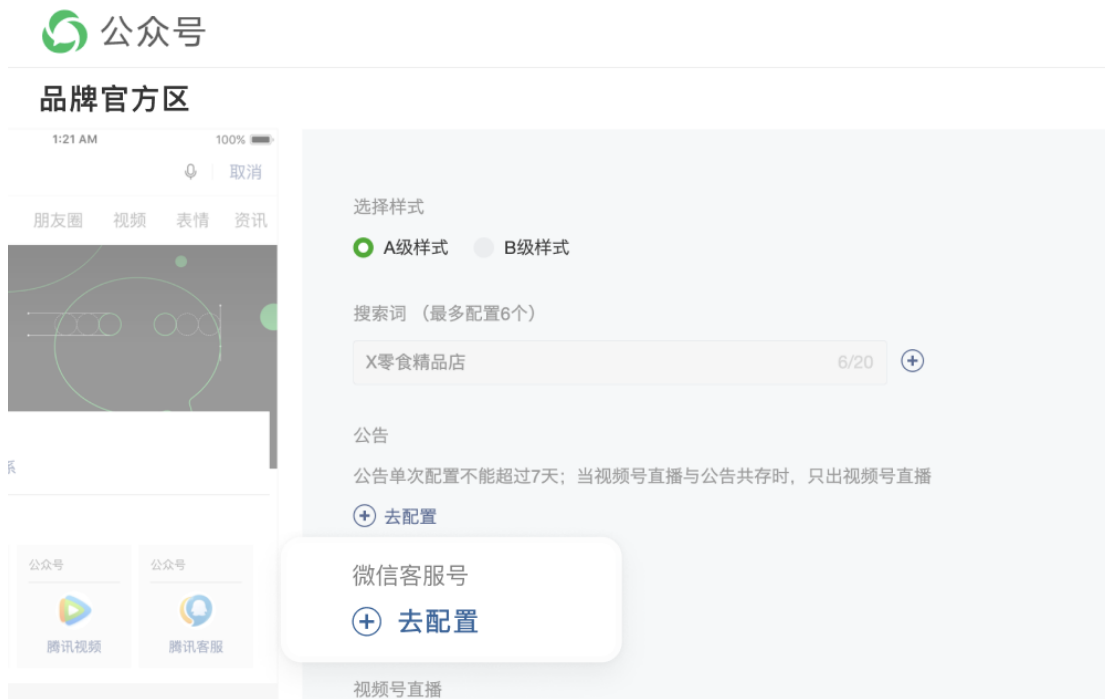 公众号
品牌官方区
1:21 AM 100%
取消
朋友圈 视频 表情 资讯
系
公众号 公众号
腾讯视频 腾讯客服
选择样式
A级样式 B级样式
搜索词 （最多配置6个）
X零食精品店 6/20
公告
公告单次配置不能超过7天；当视频号直播与公告共存时，只出视频号直播
去配置
微信客服号
去配置
视频号直播